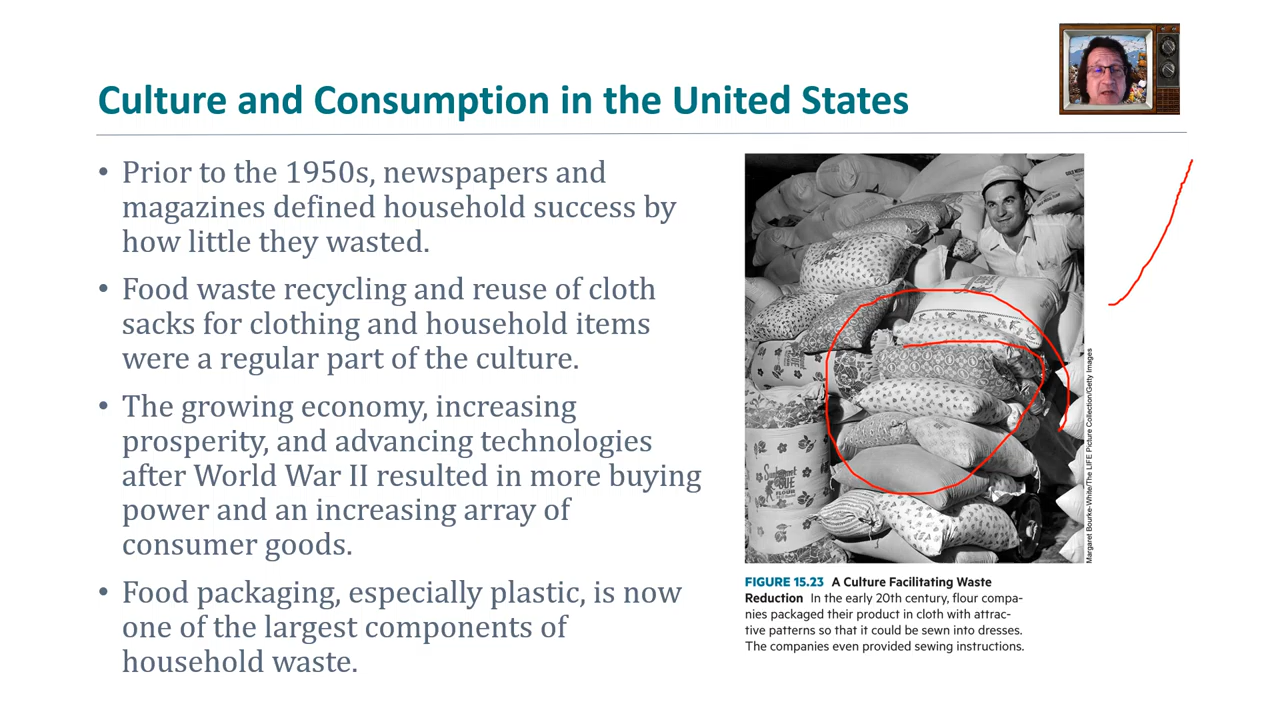 Culture and Consumption in the United States
• Prior to the 1950s, newspapers and
magazines defined household success by
how little they wasted.
• Food waste recycling and reuse of cloth
sacks for clothing and household items
were a regular part of the culture.
• The growing economy, increasing
prosperity, and advancing technologies
after World War II resulted in more buying
power and an increasing array of
consumer goods.
• Food packaging, especially plastic, is now
one of the largest components of
household waste.
Margaret Bourke-White/The LIFE Picture Collection/Getty Images
FLOUR
FIGURE 15.23 A Culture Facilitating Waste
Reduction In the early 20th century, flour compa-
nies packaged their product in cloth with attrac-
tive patterns so that it could be sewn into dresses.
The companies even provided sewing instructions.